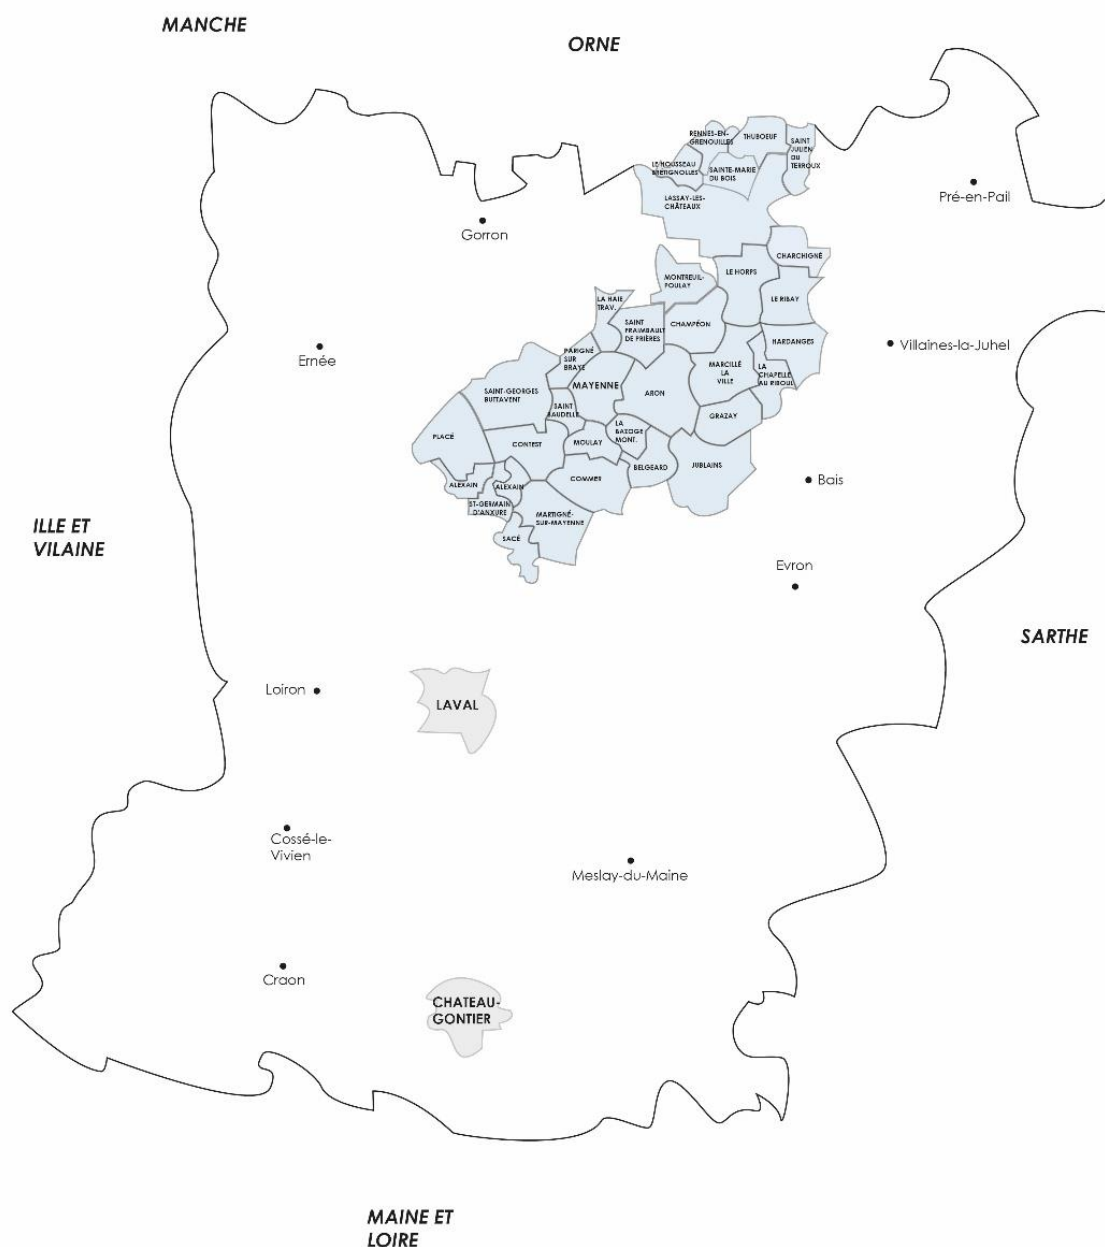 MANCHE
ORNE
RENNES-EN-
GRENOUILLES
THUBOEUF
SAINT
JULIEN
DU
TERROUX
LE HOUSSEAU
BRETIGNOLLES
SAINTE-MARIE
DU BOIS
LASSAY-LES-
CHÂTEAUX
Pré-en-Pail
Gorron
CHARCHIGNÉ
LE HORPS
MONTREUIL-
POULAY
LE RIBAY
LA HAIE
TRAV.
SAINT
FRAIMBAULT
DE PRIÈRES
CHAMPÉON
HARDANGES
Villaines-la-Juhel
Ernée
PARIGNÉ
SUR
BRAYE
MARCILLÉ
LA
VILLE
LA
CHAPELLE
AU RIBOUL
MAYENNE
SAINT-GEORGES
BUTTAVENT
ARON
SAINT
BAUDELLE
GRAZAY
LA
BAZOGE
MONT.
PLACÉ
CONTEST
MOULAY
BELGEARD
JUBLAINS
COMMER
Bais
ALEXAIN
ALEXAIN
ST-GERMAIN
D'ANXURE
MARTIGNÉ-
SUR-MAYENNE
SACÉ
ILLE ET
VILAINE
Evron
SARTHE
Loiron
LAVAL
Cossé-le-
Vivien
Meslay-du-Maine
Craon
CHATEAU-
GONTIER
MAINE ET
LOIRE